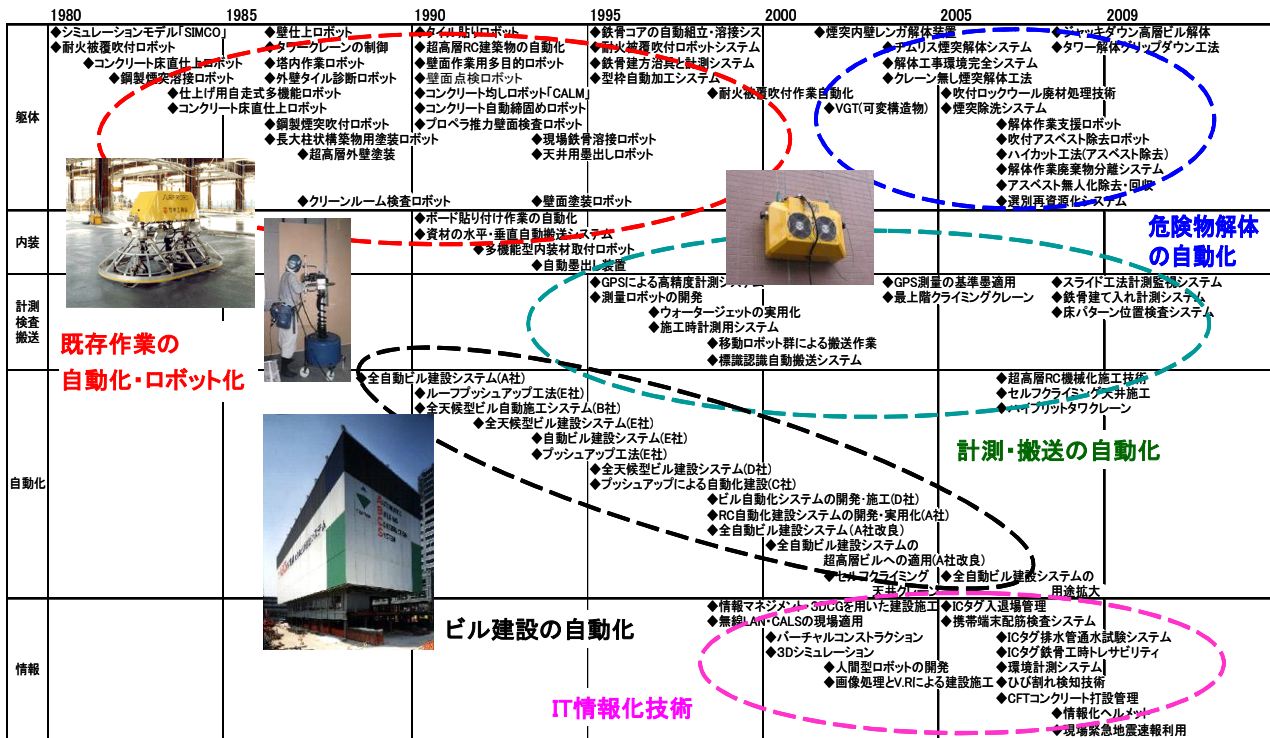 1980
1985
1990
1995
2000
2005
2009
躯体
◆シミュレーションモデル「SIMCO」
◆耐火被覆吹付ロボット
◆コンクリート床直仕上ロボット
◆鋼製煙突溶接ロボット
◆仕上げ用自走式多機能ロボット
◆コンクリート床直仕上ロボット
◆壁仕上ロボット
◆タワークレーンの制御
◆塔内作業ロボット
◆外壁タイル診断ロボット
◆鋼製煙突吹付ロボット
◆長大柱状構築物用塗装ロボット
◆超高層外壁塗装
◆クリーンルーム検査ロボット
◆タイル貼りロボット
◆超高層RC建築物の自動化
◆壁面作業用多目的ロボット
◆壁面点検ロボット
◆コンクリート均しロボット「CALM」
◆コンクリート自動締固めロボット
◆プロペラ推力壁面検査ロボット
◆現場鉄骨溶接ロボット
◆天井用墨出しロボット
◆壁面塗装ロボット
◆鉄骨コアの自動組立・溶接シス
◆耐火被覆吹付ロボットシステム
◆鉄骨建方治具と計測システム
◆型枠自動加工システム
◆耐火被覆吹付作業自動化
◆煙突内壁レンガ解体装置
◆アムリス煙突解体システム
◆解体工事環境完全システム
◆クレーン無し煙突解体工法
◆吹付ロックウール廃材処理技術
◆VGT(可変構造物)
◆煙突除洗システム
◆解体作業支援ロボット
◆吹付アスベスト除去ロボット
◆ハイカット工法(アスベスト除去)
◆解体作業廃棄物分離システム
◆アスベスト無人化除去・回収
◆選別再資源化システム
◆ジャッキダウン高層ビル解体
◆タワー解体グリップダウン工法
内装
◆ボード貼り付け作業の自動化
◆資材の水平・垂直自動搬送システム
◆多機能型内装材取付ロボット
◆自動墨出し装置
危険物解体
の自動化
計測
検査
搬送
◆GPSによる高精度計測システム
◆測量ロボットの開発
◆ウォータージェットの実用化
◆施工時計測用システム
◆移動ロボット群による搬送作業
◆標識認識自動搬送システム
◆GPS測量の基準墨適用
◆最上階クライミングクレーン
◆スライド工法計測監視システム
◆鉄骨建て入れ計測システム
◆床パターン位置検査システム
既存作業の
自動化・ロボット化
自動化
◆全自動ビル建設システム(A社)
◆ルーフプッシュアップ工法(E社)
◆全天候型ビル自動施工システム(B社)
◆全天候型ビル建設システム(E社)
◆自動ビル建設システム(E社)
◆プッシュアップ工法(E社)
◆全天候型ビル建設システム(D社)
◆プッシュアップによる自動化建設(C社)
◆ビル自動化システムの開発・施工(D社)
◆RC自動化建設システムの開発・実用化(A社)
◆全自動ビル建設システム(A社改良)
◆全自動ビル建設システムの
超高層ビルへの適用(A社改良)
◆セルフクライミング
天井クレーン
◆全自動ビル建設システムの
用途拡大
◆超高層RC機械化施工技術
◆セルフクライミング天井施工
◆ハイブリットタワクレーン
計測・搬送の自動化
AUTOMATIC
BUILDING
CONSTRUCTION
SYSTEM
ビル建設の自動化
情報
◆情報マネジメント・3DCGを用いた建設施工
◆無線LAN・CALSの現場適用
◆バーチャルコンストラクション
◆3Dシミュレーション
◆人間型ロボットの開発
◆画像処理とV.Rによる建設施工
◆ICタグ入退場管理
◆携帯端末配筋検査システム
◆ICタグ排水管通水試験システム
◆ICタグ鉄骨工時トレサビリティ
◆環境計測システム
◆ひび割れ検知技術
◆CFTコンクリート打設管理
◆情報化ヘルメット
◆現場緊急地震速報利用
IT情報化技術